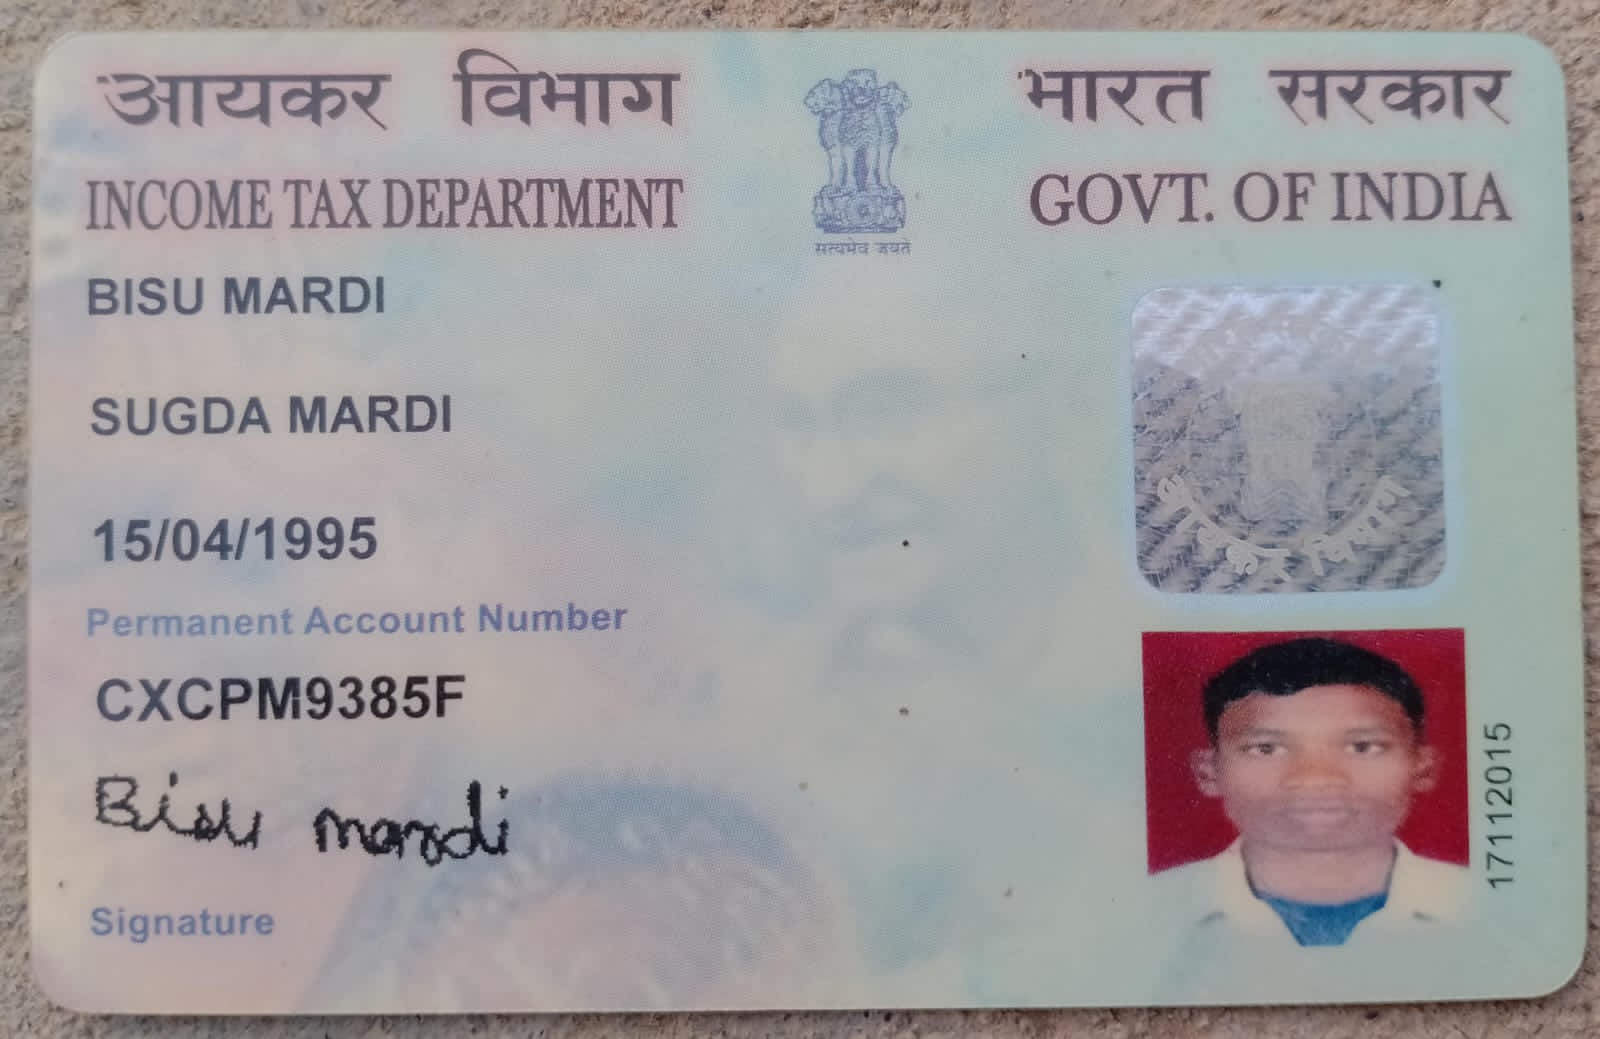 आयकर विभाग
INCOME TAX DEPARTMENT
सत्यमेव जयते
भारत सरकार
GOVT. OF INDIA
BISU MARDI
SUGDA MARDI
15/04/1995
Permanent Account Number
CXCPM9385F
Bisu mardi
Signature
आयकर विभाग
17112015